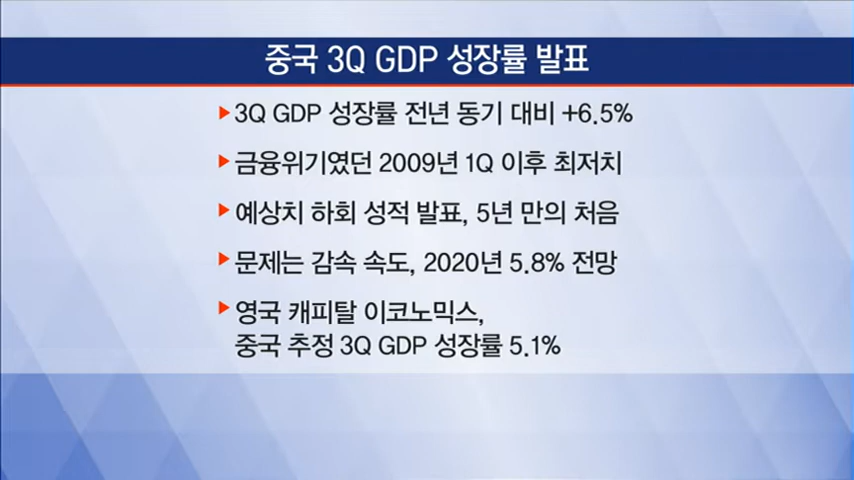 중국 3Q GDP 성장률 발표
▶3Q GDP 성장률 전년 동기 대비 +6.5%
▶금융위기였던 2009년 1Q 이후 최저치
▶예상치 하회 성적 발표, 5년 만의 처음
▶문제는 감속 속도, 2020년 5.8% 전망
▶영국 캐피탈 이코노믹스,
중국 추정 3Q GDP 성장률 5.1%